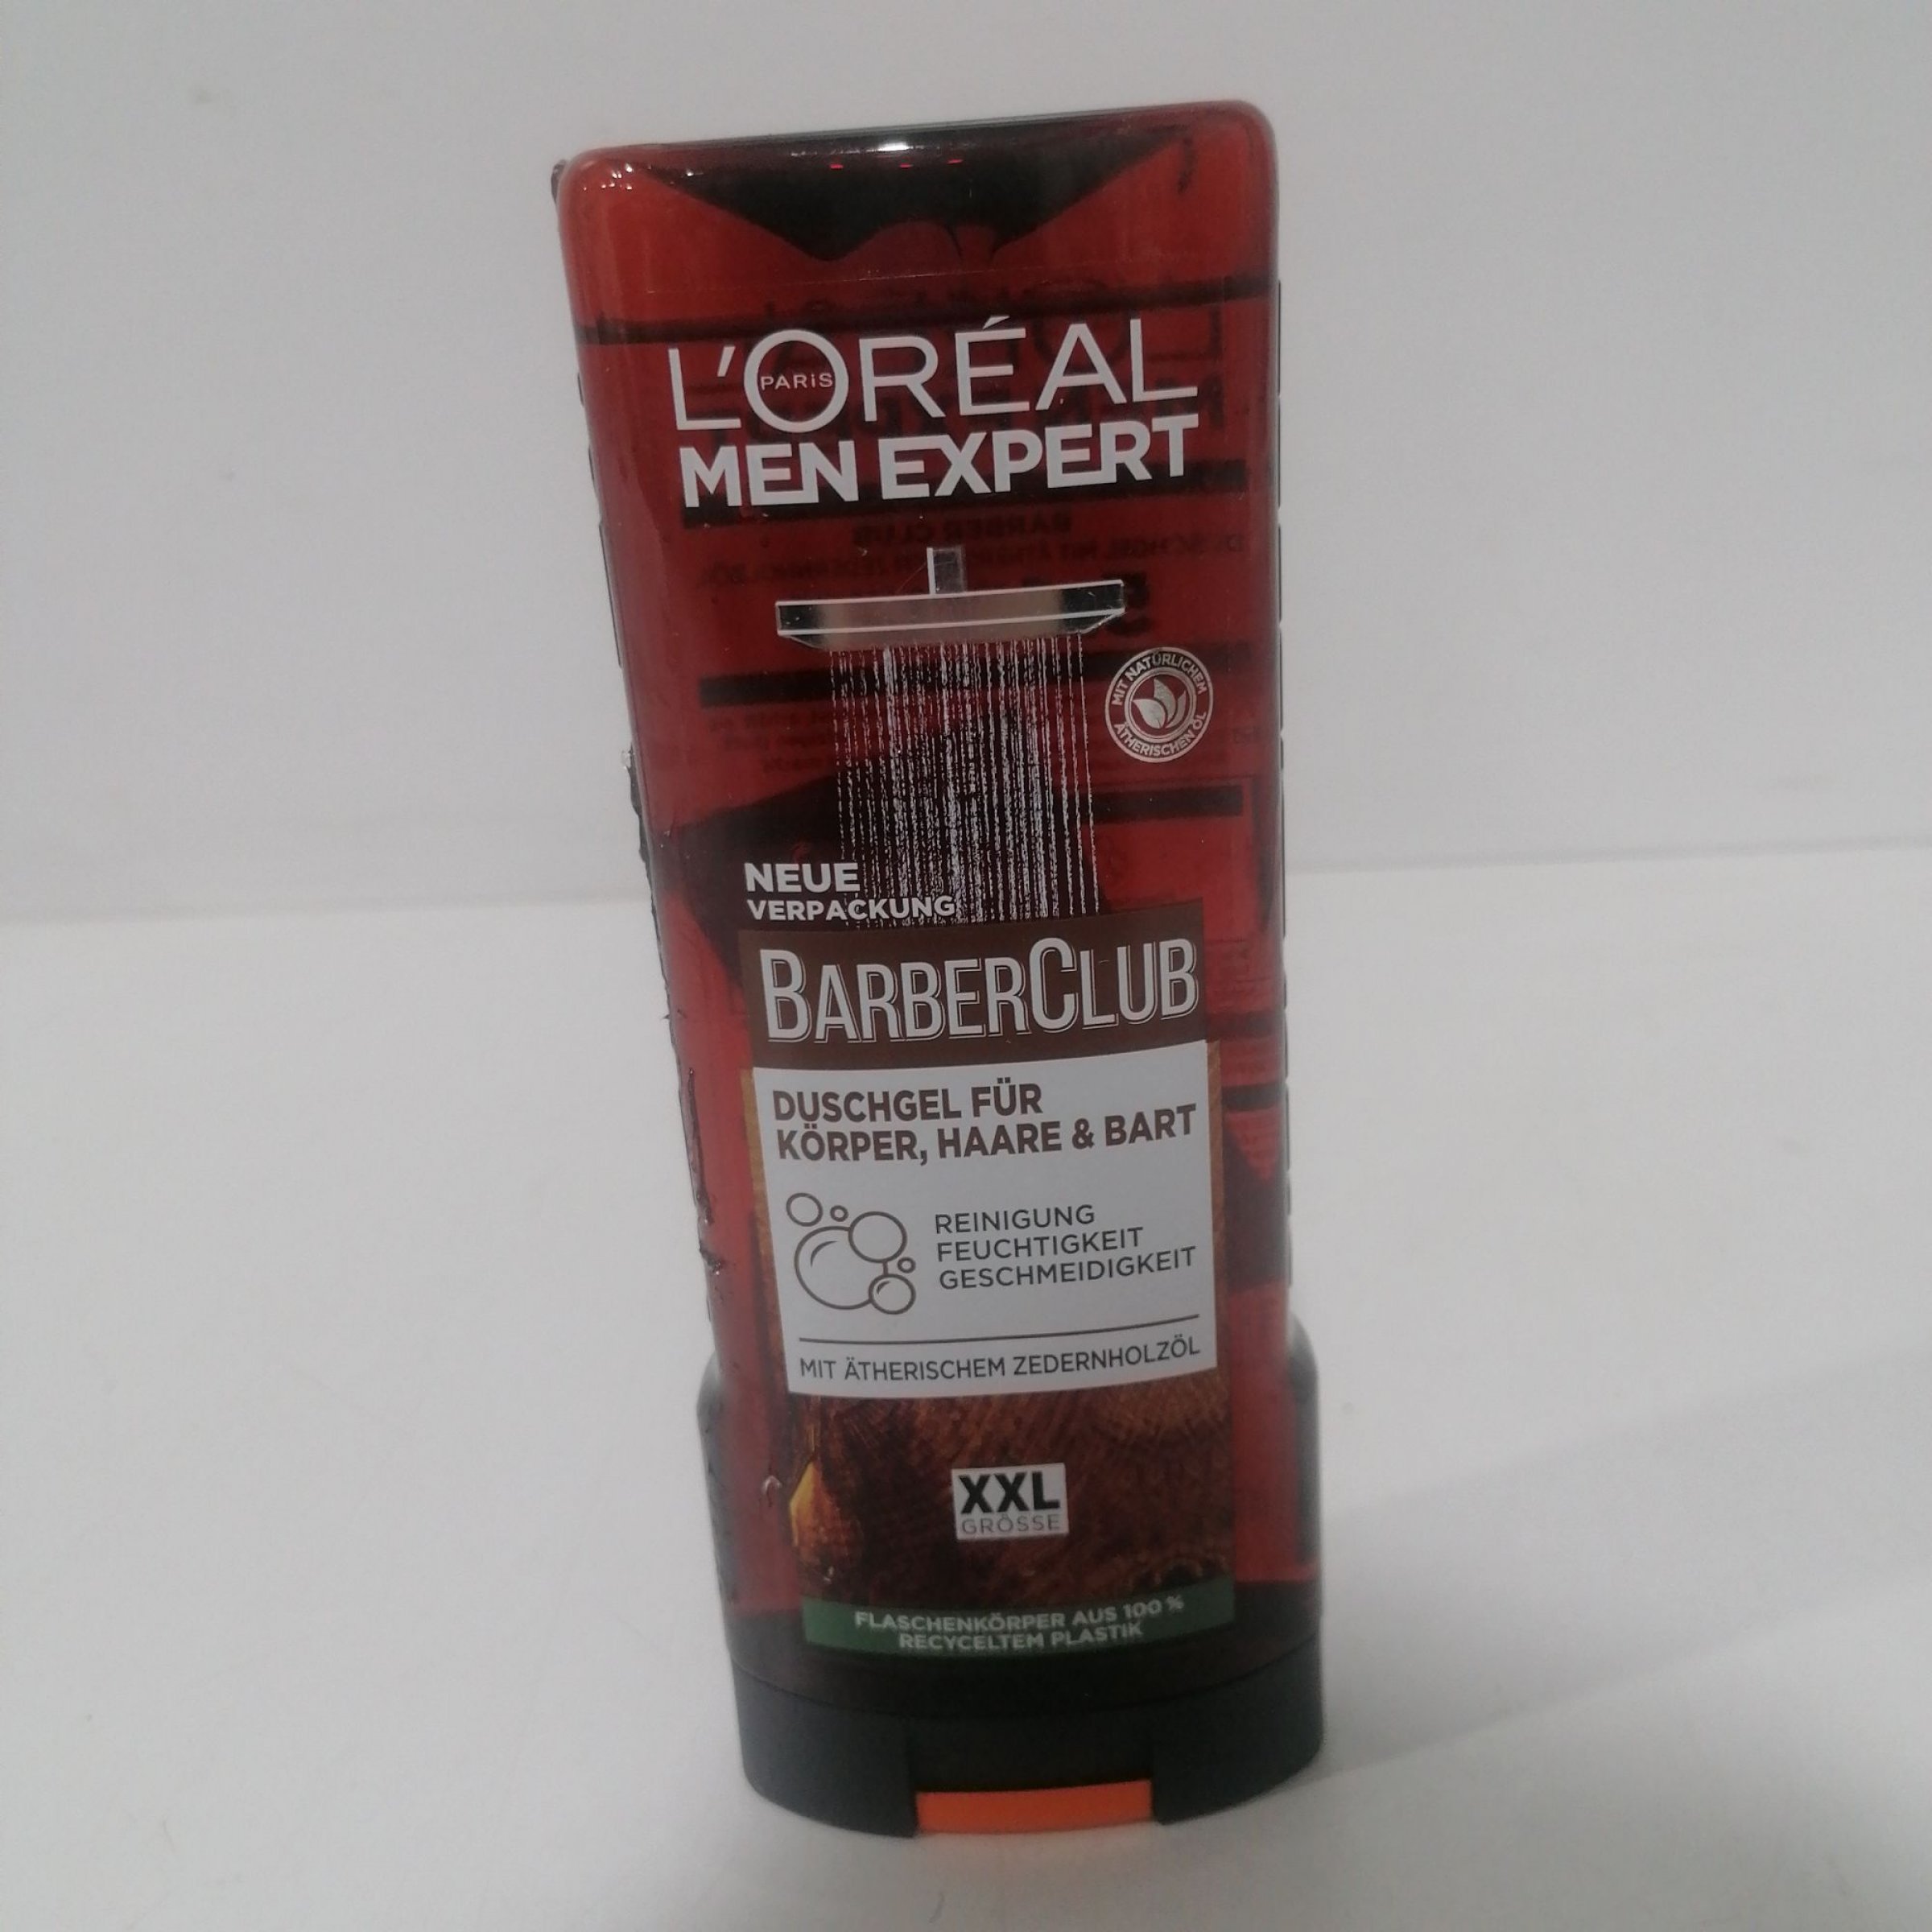 L'ORÉAL
PARiS
MEN EXPERT
MIT NATÜRLICHEM
ÄTHERISCHEN ÖL
NEUE
VERPACKUNG
BARBERCLUB
DUSCHGEL FÜR
KÖRPER, HAARE & BART
REINIGUNG
FEUCHTIGKEIT
GESCHMEIDIGKEIT
MIT ÄTHERISCHEM ZEDERNHOLZÖL
XXL
GRÖSSE
FLASCHENKÖRPER AUS 100 %
RECYCELTEM PLASTIK